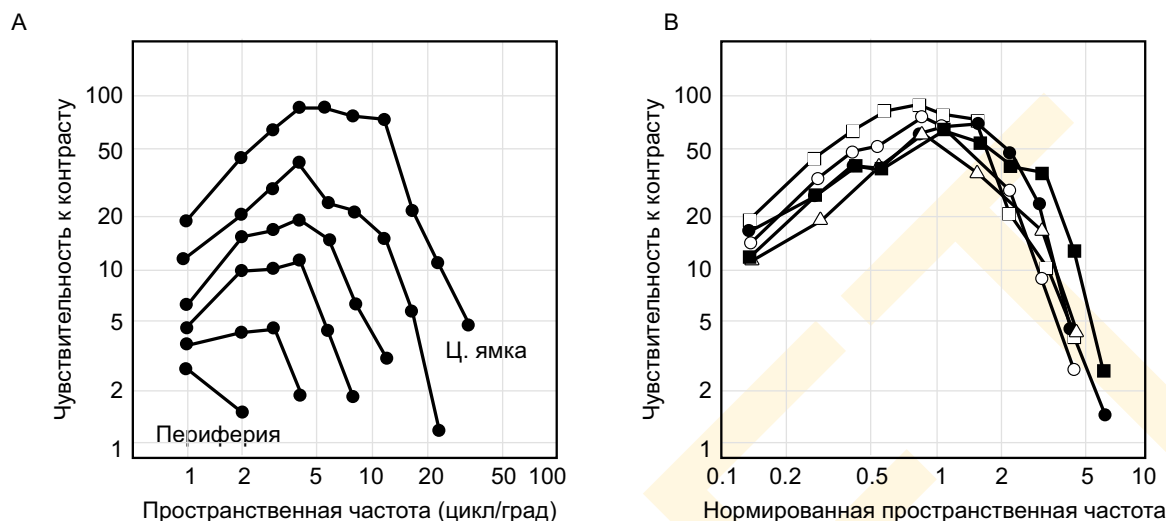 А
В
Чувствительность к контрасту
100
50
20
10
5
2
1
Ц. ямка
Периферия
1 2 5 10 20 50 100
Пространственная частота (цикл/град)
Чувствительность к контрасту
100
50
20
10
5
2
1
0.1 0.2 0.5 1 2 5 10
Нормированная пространственная частота